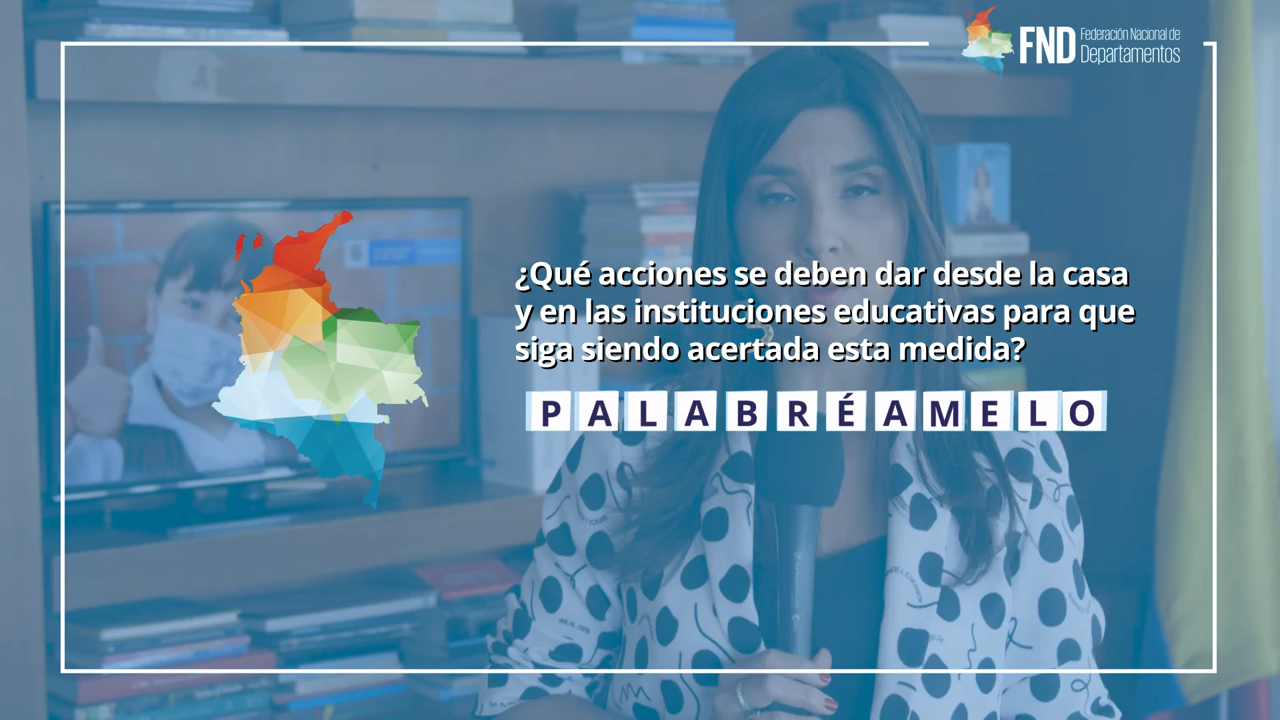 FND
Federación Nacional de
Departamentos
¿Qué acciones se deben dar desde la casa
y en las instituciones educativas para que
siga siendo acertada esta medida?
PALABRÉAMELO